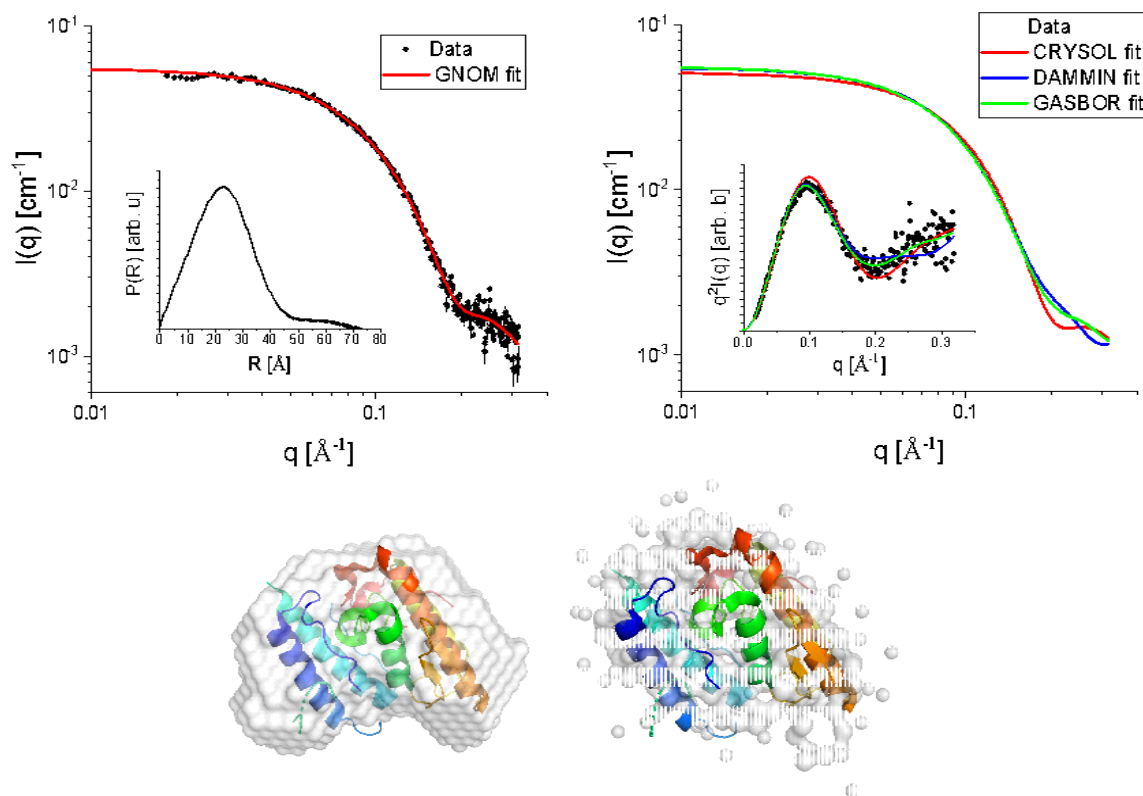 10⁻¹
10⁻²
10⁻³
I(q) [cm⁻¹]
Data
GNOM fit
P(R) [arb. u]
0 10 20 30 40 50 60 70 80
R [Å]
0.01 0.1
q [Å⁻¹]
10⁻¹
10⁻²
10⁻³
I(q) [cm⁻¹]
Data
CRYSOL fit
DAMMIN fit
GASBOR fit
q²I(q) [arb. b]
0.0 0.1 0.2 0.3
q [Å⁻¹]
0.01 0.1
q [Å⁻¹]